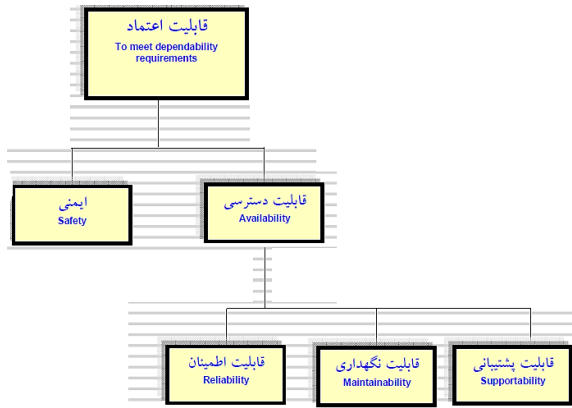 قابلیت اعتماد
To meet dependability
requirements
ایمنی
Safety
قابلیت دسترسی
Availability
قابلیت اطمینان
Reliability
قابلیت نگهداری
Maintainability
قابلیت پشتیبانی
Supportability